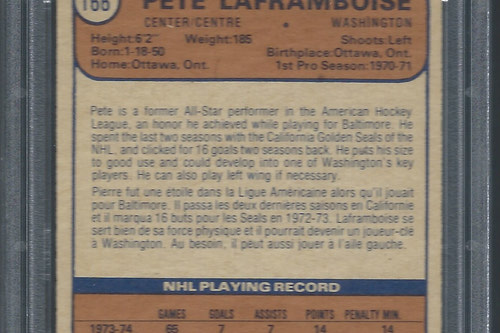 166 PETE LAFRAMBOISE
CENTER/CENTRE • WASHINGTON
Height:6'2" Weight:185 Shoots:Left
Born:1-18-50 Birthplace:Ottawa, Ont.
Home:Ottawa, Ont. 1st Pro Season:1970-71
Pete is a former All-Star performer in the American Hockey
League, an honor he achieved while playing for Baltimore. He
spent the last two seasons with the California Golden Seals of the
NHL, and clicked for 16 goals two seasons back. He puts his size
to good use and could develop into one of Washington's key
players. He can also play left wing if necessary.
Pierre fut une étoile dans la Ligue Américaine alors qu'il jouait
pour Baltimore. Il passa les deux dernières saisons en Californie
et il marqua 16 buts pour les Seals en 1972-73. Laframboise se
sert bien de sa force physique et il pourrait devenir un joueur-clé
à Washington. Au besoin, il peut aussi jouer à l'aile gauche.
NHL PLAYING RECORD
GAMES GOALS ASSISTS POINTS PENALTY MIN.
1973-74 65 7 7 14 14